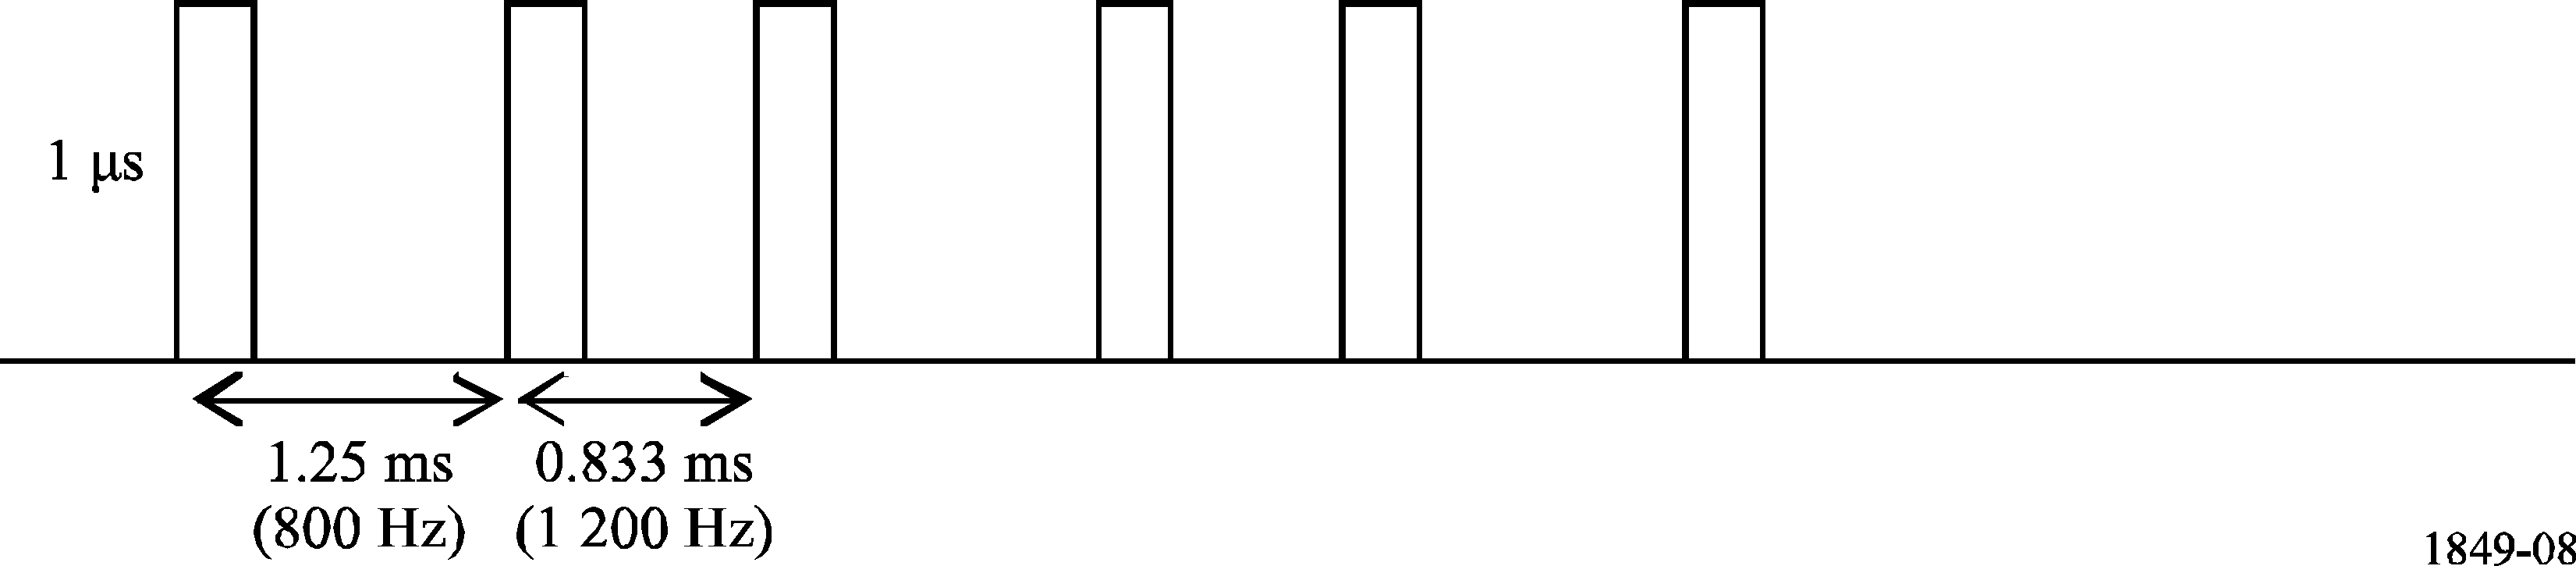 1 μs
1.25 ms
(800 Hz)
0.833 ms
(1 200 Hz)
1849-08